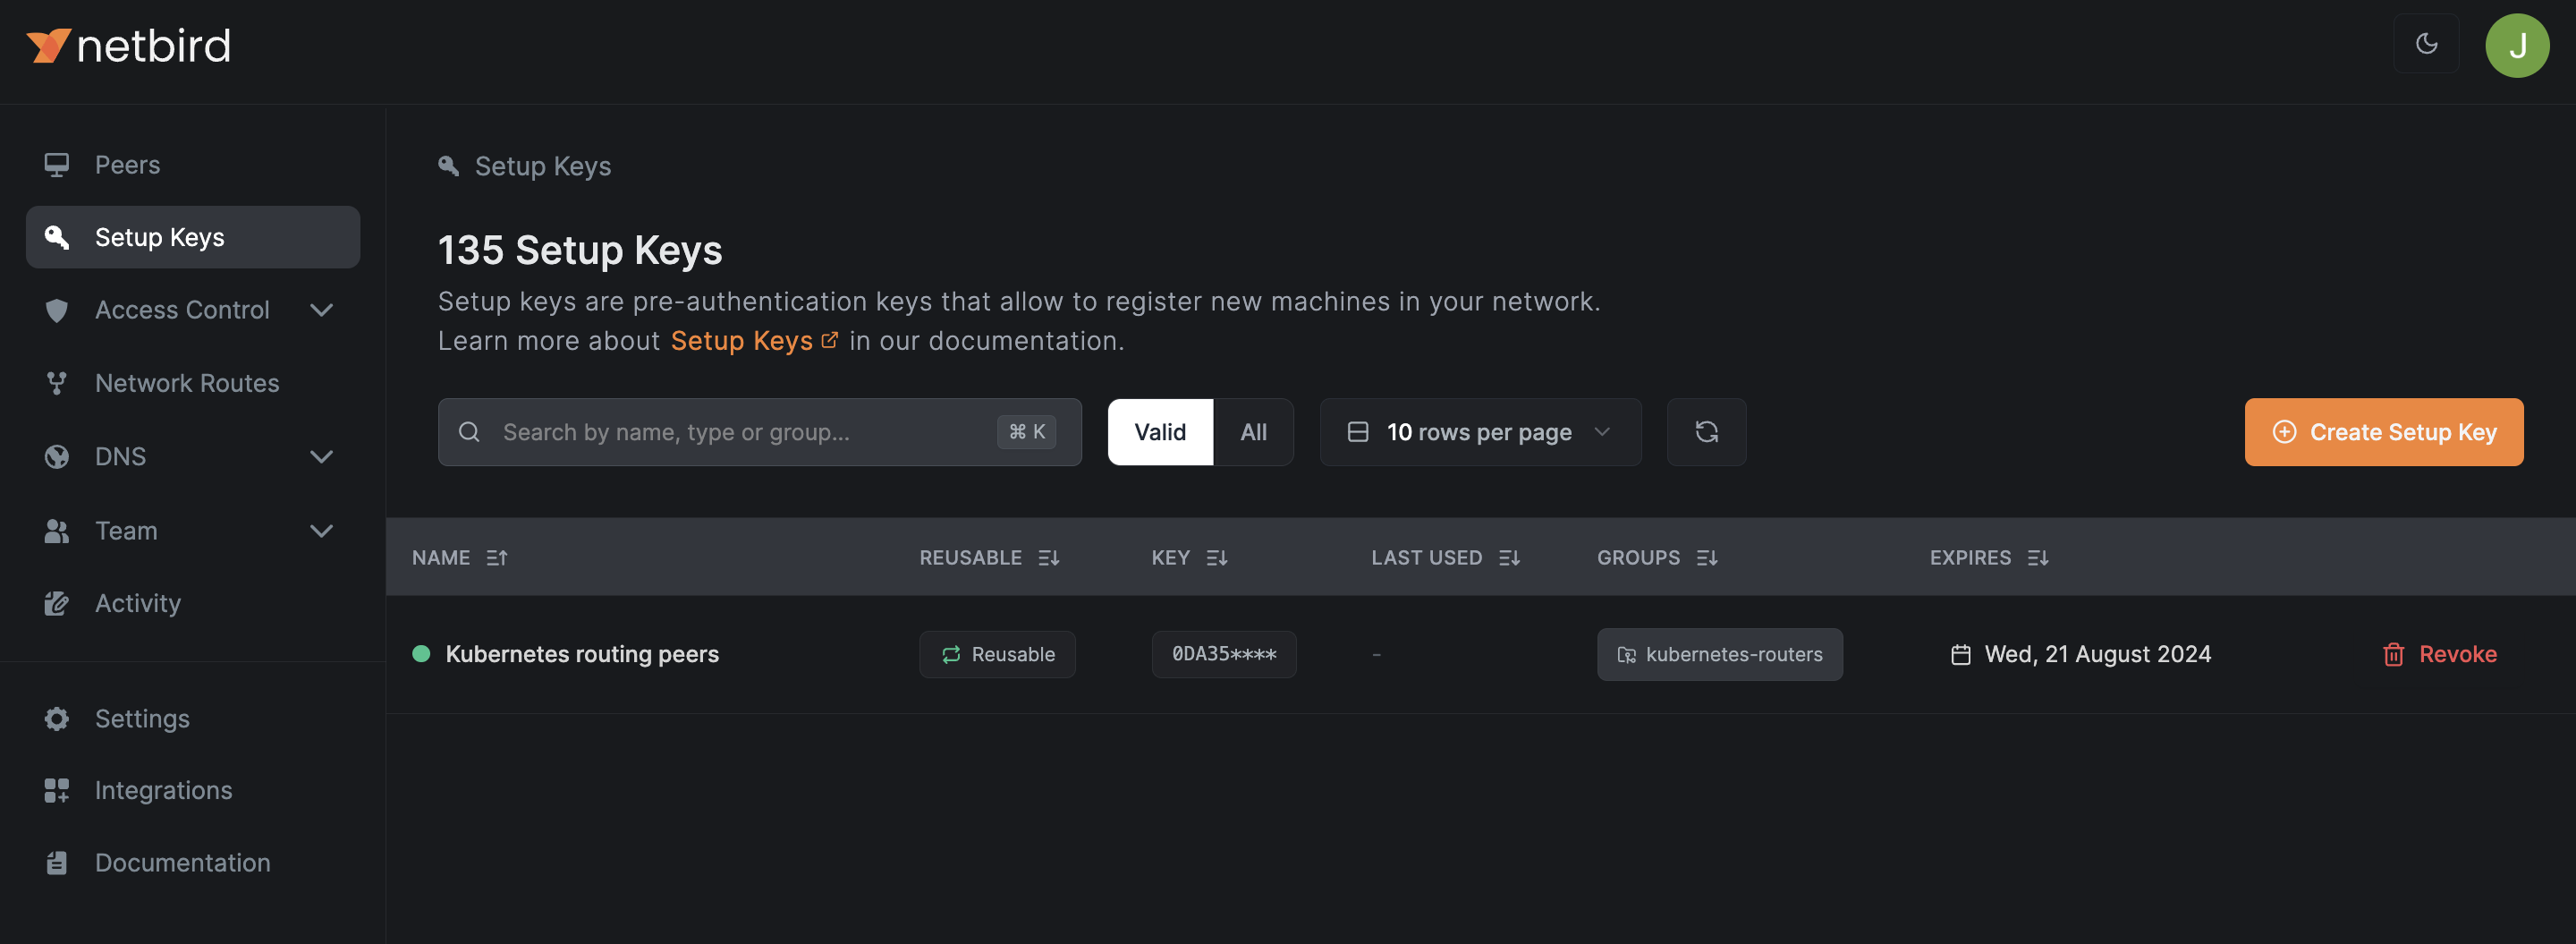 netbird
J
Peers
Setup Keys
Access Control
Network Routes
DNS
Team
Activity
Settings
Integrations
Documentation
Setup Keys
135 Setup Keys
Setup keys are pre-authentication keys that allow to register new machines in your network.
Learn more about Setup Keys in our documentation.
Search by name, type or group... ⌘ K Valid All 10 rows per page Create Setup Key
NAME REUSABLE KEY LAST USED GROUPS EXPIRES
Kubernetes routing peers Reusable 0DA35**** - kubernetes-routers Wed, 21 August 2024 Revoke